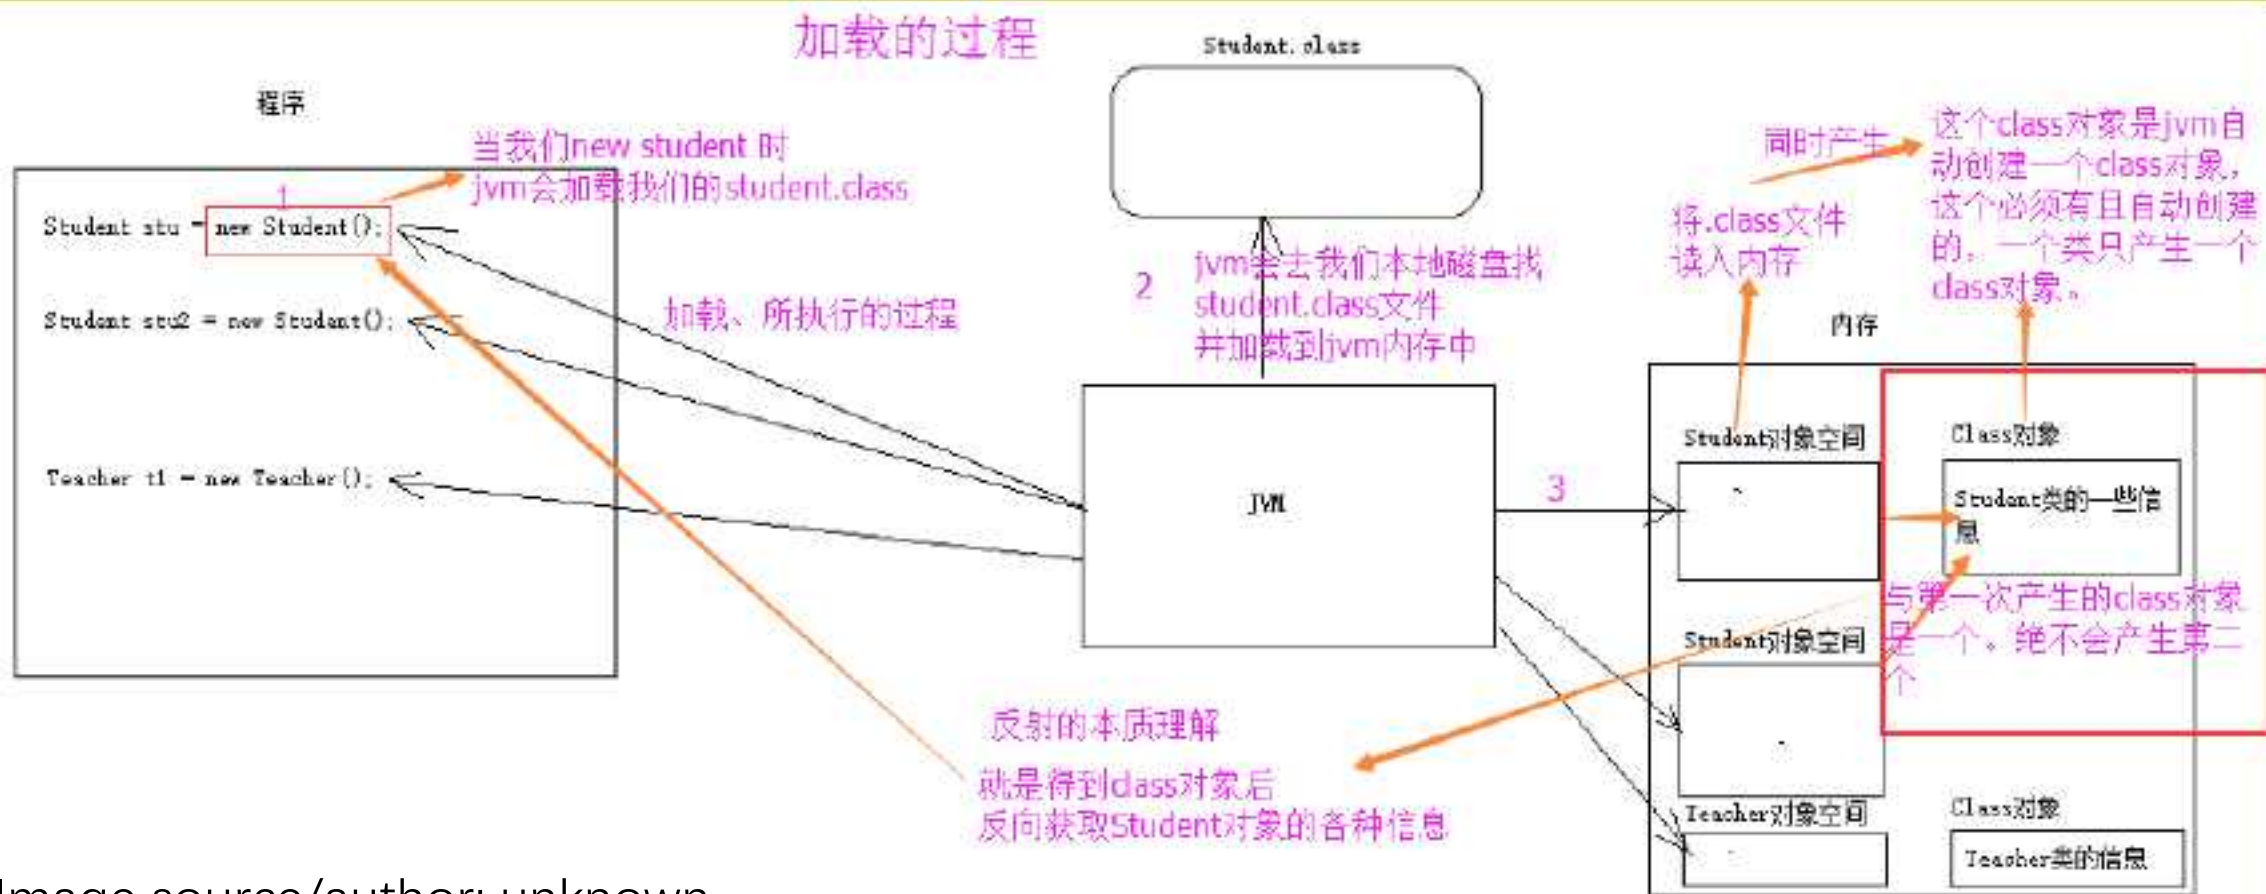 加载的过程
Student.class
程序
当我们new student 时
jvm会加载我们的student.class
1
Student stu = new Student();
Student stu2 = new Student();
Teacher t1 = new Teacher();
加载、所执行的过程
2
jvm会去我们本地磁盘找
student.class文件
并加载到jvm内存中
JVM
3
同时产生
将.class文件
读入内存
这个class对象是jvm自
动创建一个class对象，
这个必须有且自动创建
的，一个类只产生一个
class对象。
内存
Student对象空间
Class对象
Student类的一些信
息
与第一次产生的class对象
是一个。绝不会产生第二
个
Student对象空间
Teacher对象空间
Class对象
Teacher类的信息
反射的本质理解
就是得到class对象后
反向获取Student对象的各种信息
Image source/author: unknown